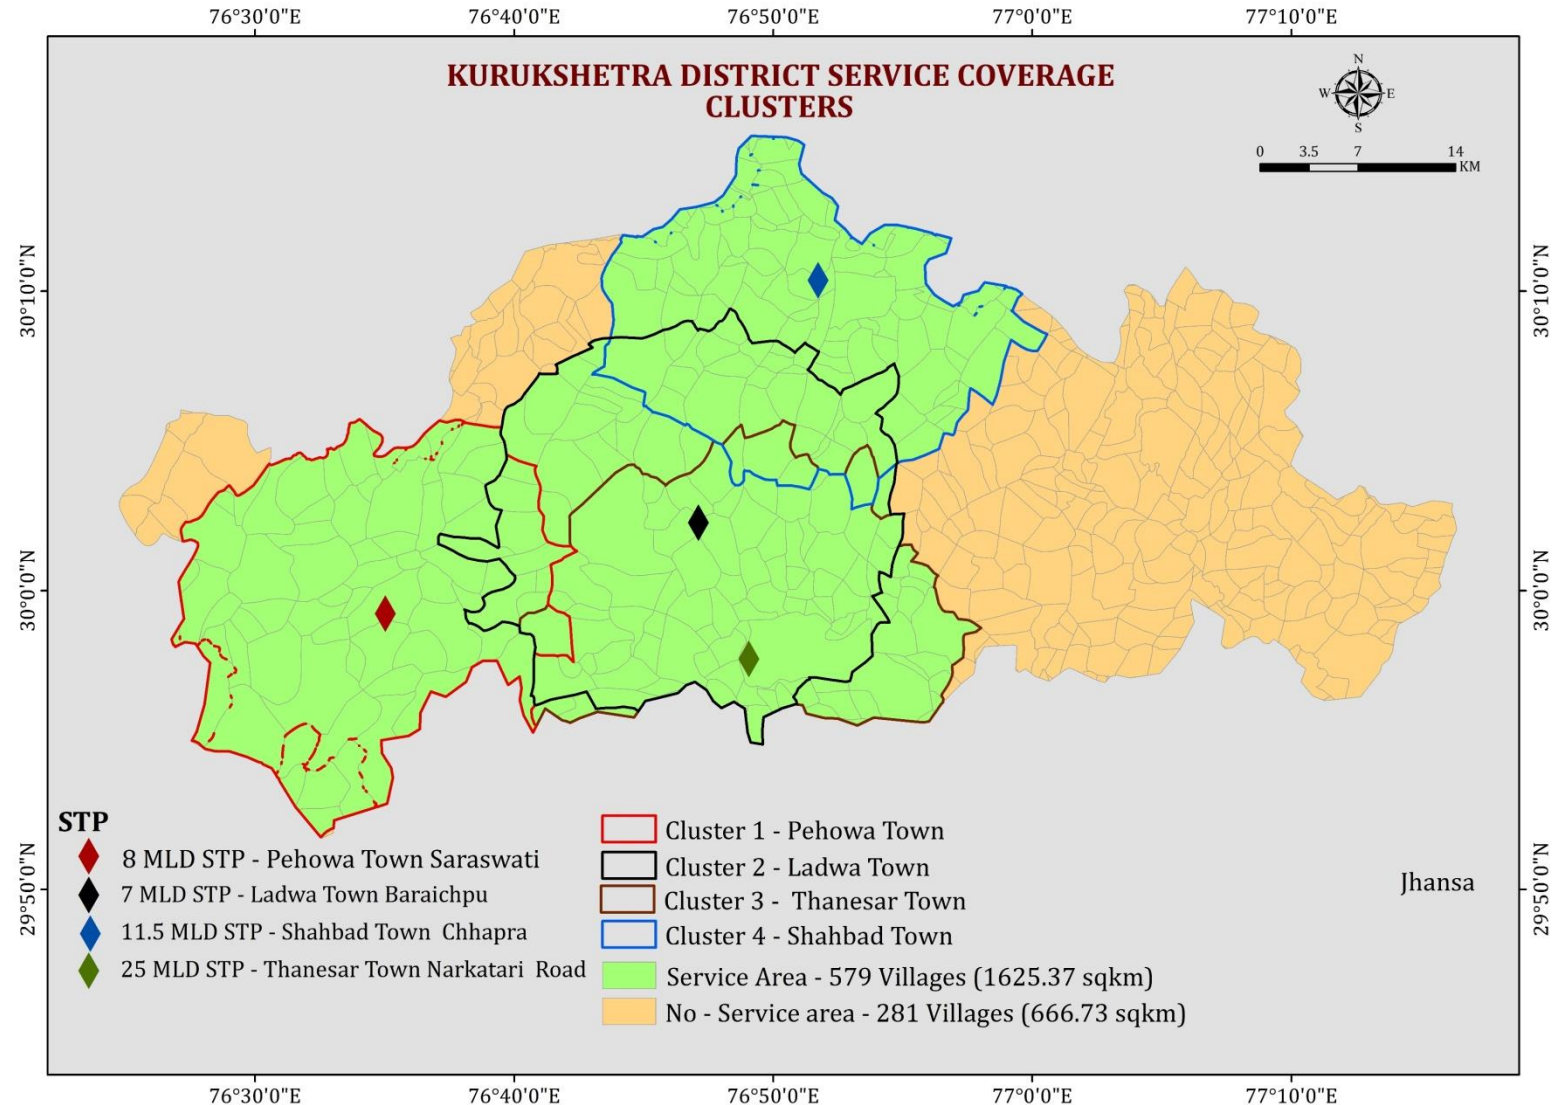 76°30'0"E 76°40'0"E 76°50'0"E 77°0'0"E 77°10'0"E
KURUKSHETRA DISTRICT SERVICE COVERAGE
CLUSTERS
N
W E
S
0 3.5 7 14
KM
30°10'0"N 30°10'0"N
30°0'0"N 30°0'0"N
29°50'0"N 29°50'0"N
STP
8 MLD STP - Pehowa Town Saraswati
7 MLD STP - Ladwa Town Baraichpu
11.5 MLD STP - Shahbad Town Chhapra
25 MLD STP - Thanesar Town Narkatari Road
Cluster 1 - Pehowa Town
Cluster 2 - Ladwa Town
Cluster 3 - Thanesar Town
Cluster 4 - Shahbad Town
Service Area - 579 Villages (1625.37 sqkm)
No - Service area - 281 Villages (666.73 sqkm)
Jhansa
76°30'0"E 76°40'0"E 76°50'0"E 77°0'0"E 77°10'0"E